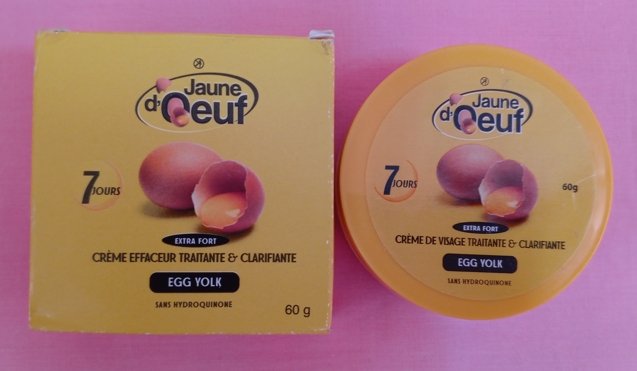 Jaune
d'Oeuf
7
JOURS
EXTRA FORT
CRÈME EFFACEUR TRAITANTE & CLARIFIANTE
EGG YOLK
SANS HYDROQUINONE
60 g
Jaune
d'Oeuf
7
JOURS
60g
EXTRA FORT
CRÈME DE VISAGE TRAITANTE & CLARIFIANTE
EGG YOLK
SANS HYDROQUINONE